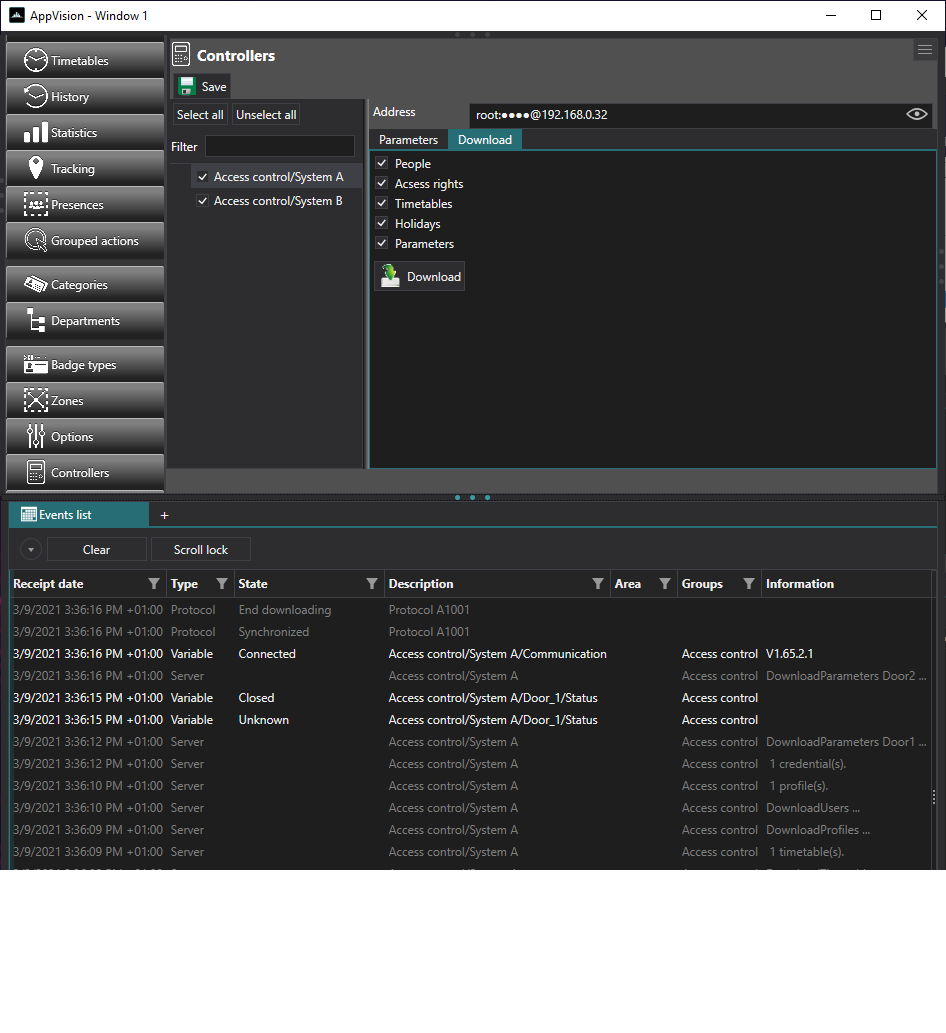 AppVision - Window 1
Timetables
History
Statistics
Tracking
Presences
Grouped actions
Categories
Departments
Badge types
Zones
Options
Controllers
Controllers
Save
Select all Unselect all
Filter
Access control/System A
Access control/System B
Address root:●●●●@192.168.0.32
Parameters Download
People
Acsess rights
Timetables
Holidays
Parameters
Download
Events list +
Clear Scroll lock
Receipt date Type State Description Area Groups Information
3/9/2021 3:36:16 PM +01:00 Protocol End downloading Protocol A1001
3/9/2021 3:36:16 PM +01:00 Protocol Synchronized Protocol A1001
3/9/2021 3:36:16 PM +01:00 Variable Connected Access control/System A/Communication Access control V1.65.2.1
3/9/2021 3:36:16 PM +01:00 Server Access control/System A Access control DownloadParameters Door2 ...
3/9/2021 3:36:15 PM +01:00 Variable Closed Access control/System A/Door_1/Status Access control
3/9/2021 3:36:15 PM +01:00 Variable Unknown Access control/System A/Door_1/Status Access control
3/9/2021 3:36:12 PM +01:00 Server Access control/System A Access control DownloadParameters Door1 ...
3/9/2021 3:36:12 PM +01:00 Server Access control/System A Access control 1 credential(s).
3/9/2021 3:36:10 PM +01:00 Server Access control/System A Access control 1 profile(s).
3/9/2021 3:36:10 PM +01:00 Server Access control/System A Access control DownloadUsers ...
3/9/2021 3:36:09 PM +01:00 Server Access control/System A Access control DownloadProfiles ...
3/9/2021 3:36:09 PM +01:00 Server Access control/System A Access control 1 timetable(s).